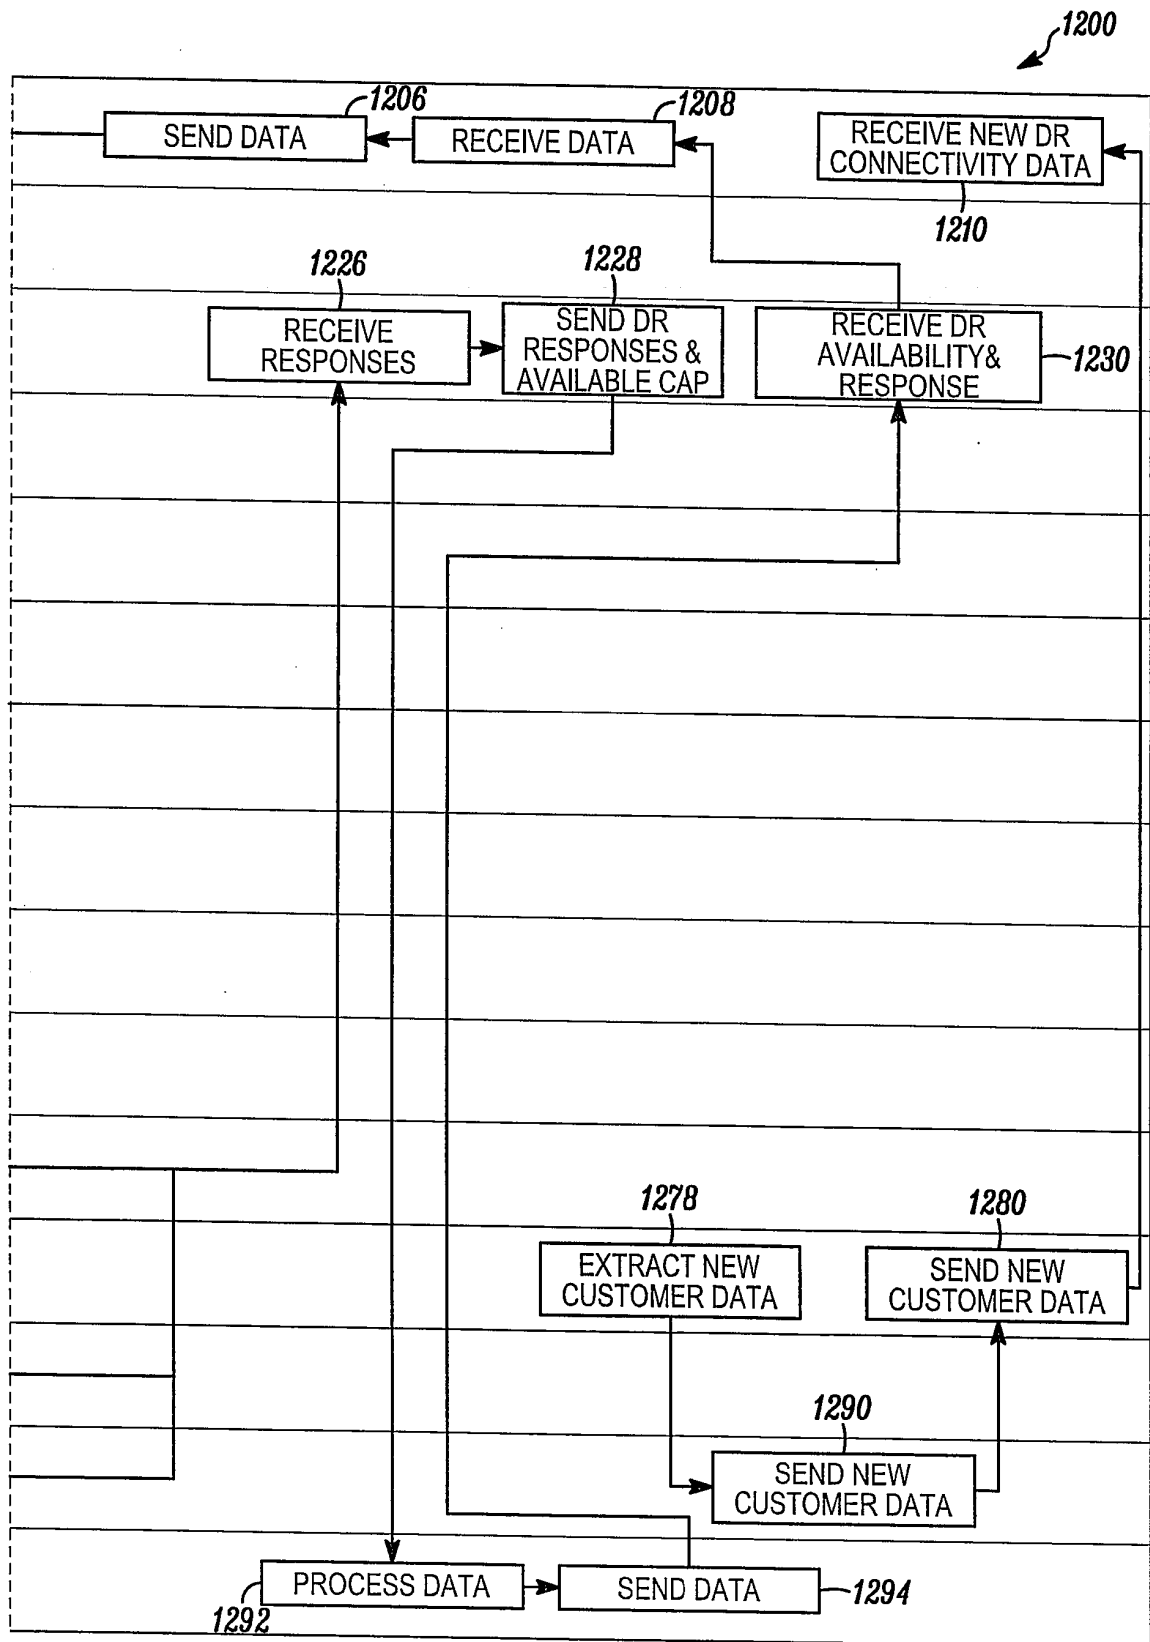 1200
1206
1208
SEND DATA
RECEIVE DATA
RECEIVE NEW DR
CONNECTIVITY DATA
1210
1226
1228
RECEIVE
RESPONSES
SEND DR
RESPONSES &
AVAILABLE CAP
RECEIVE DR
AVAILABILITY&
RESPONSE
1230
1278
1280
EXTRACT NEW
CUSTOMER DATA
SEND NEW
CUSTOMER DATA
1290
SEND NEW
CUSTOMER DATA
PROCESS DATA
1292
SEND DATA
1294